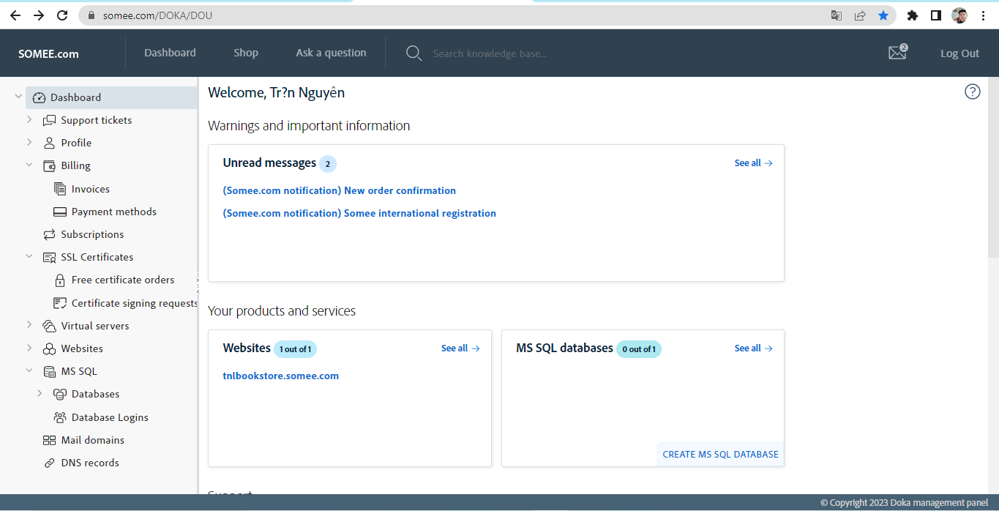 somee.com/DOKA/DOU
SOMEE.com
Dashboard
Shop
Ask a question
Search knowledge base...
2
Log Out
Dashboard
Support tickets
Profile
Billing
Invoices
Payment methods
Subscriptions
SSL Certificates
Free certificate orders
Certificate signing requests
Virtual servers
Websites
MS SQL
Databases
Database Logins
Mail domains
DNS records
Welcome, Tr?n Nguyên
?
Warnings and important information
Unread messages 2
See all →
(Somee.com notification) New order confirmation
(Somee.com notification) Somee international registration
Your products and services
Websites 1 out of 1
See all →
tnlbookstore.somee.com
MS SQL databases 0 out of 1
See all →
CREATE MS SQL DATABASE
Support
© Copyright 2023 Doka management panel